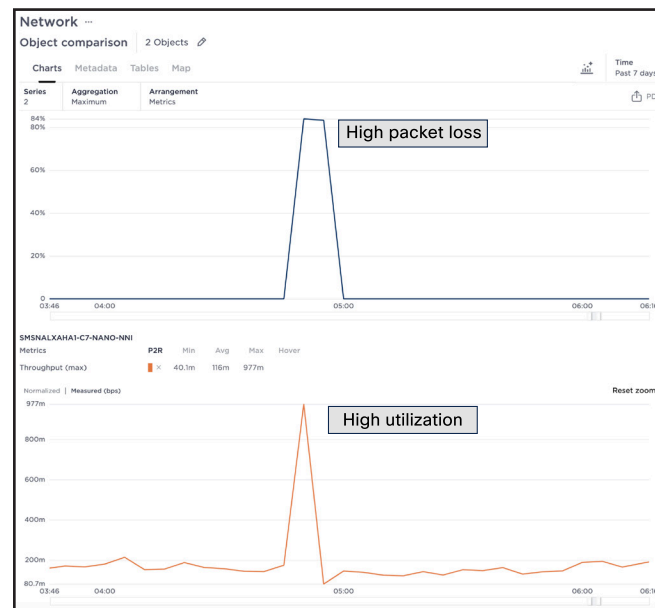 Network ...
Object comparison 2 Objects
Charts Metadata Tables Map
Time
Past 7 days
Series Aggregation Arrangement
2 Maximum Metrics
84%
High packet loss
80%
60%
40%
20%
0
03:46 04:00 05:00 06:00
SMSNALXAHA1-C7-NANO-NNI
Metrics P2R Min Avg Max Hover
Throughput (max) × 40.1m 116m 977m
Normalized | Measured (bps) Reset zoom
977m
High utilization
800m
600m
400m
200m
80.7m
03:46 04:00 05:00 06:00